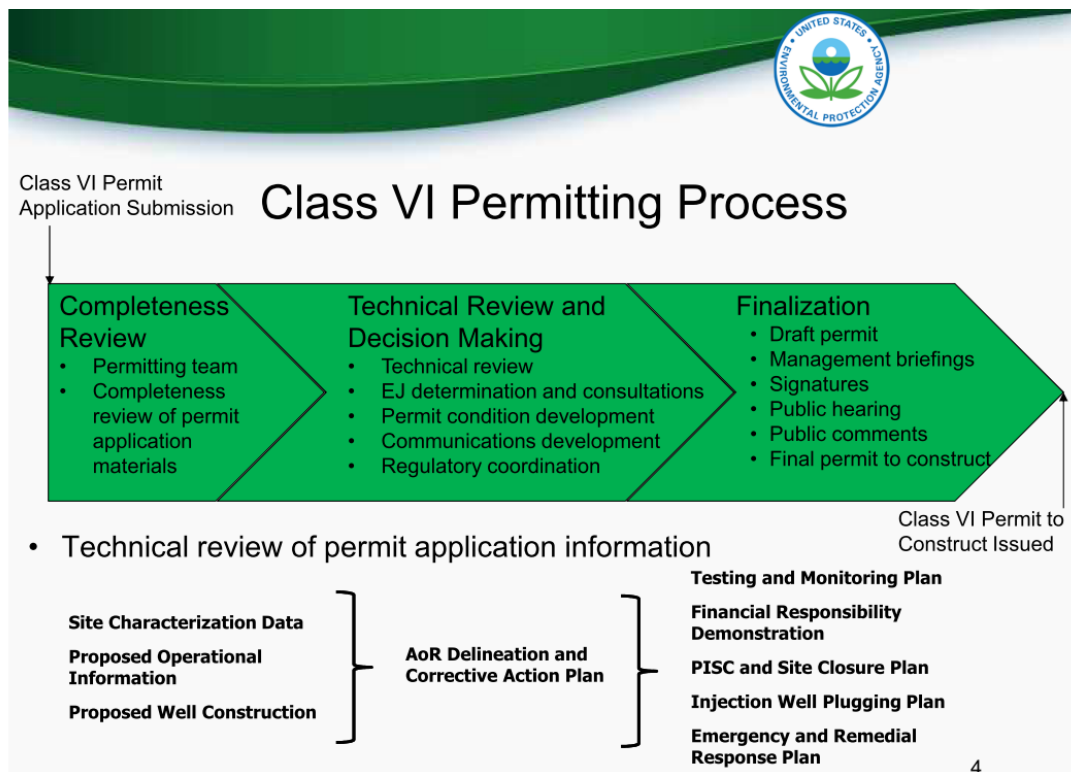 UNITED STATES
ENVIRONMENTAL PROTECTION AGENCY
Class VI Permit
Application Submission
Class VI Permitting Process
Completeness
Review
• Permitting team
• Completeness
review of permit
application
materials
Technical Review and
Decision Making
• Technical review
• EJ determination and consultations
• Permit condition development
• Communications development
• Regulatory coordination
Finalization
• Draft permit
• Management briefings
• Signatures
• Public hearing
• Public comments
• Final permit to construct
Class VI Permit to
Construct Issued
• Technical review of permit application information
Site Characterization Data
Proposed Operational
Information
Proposed Well Construction
AoR Delineation and
Corrective Action Plan
Testing and Monitoring Plan
Financial Responsibility
Demonstration
PISC and Site Closure Plan
Injection Well Plugging Plan
Emergency and Remedial
Response Plan
4